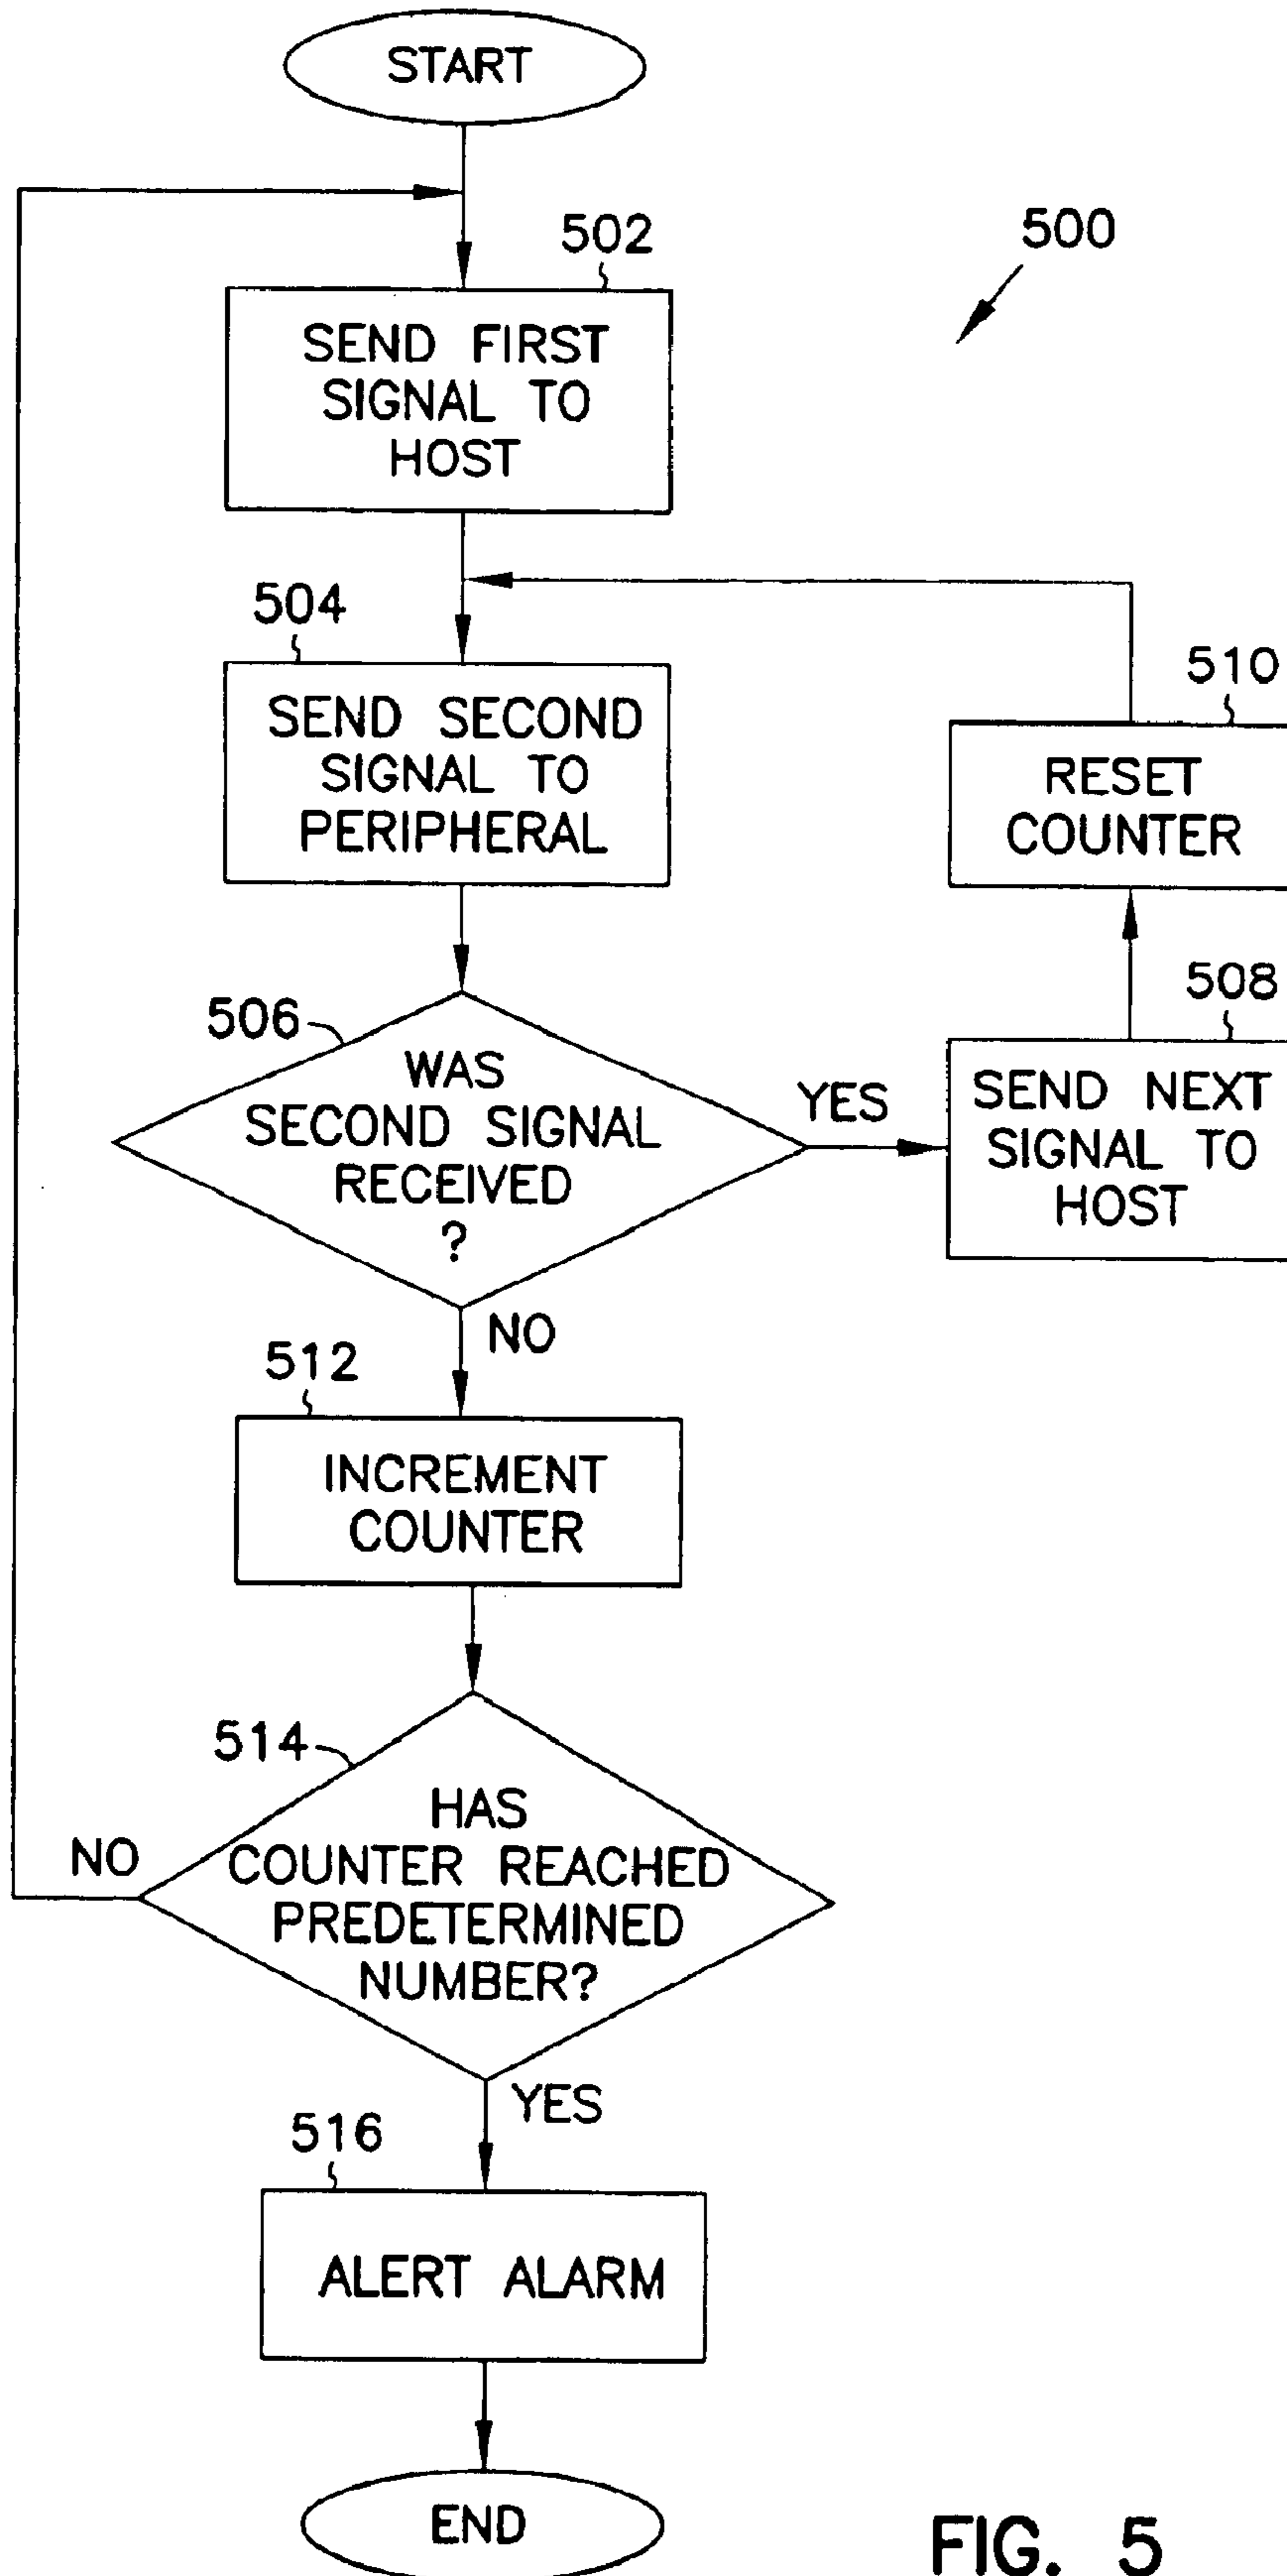 START
502
500
SEND FIRST
SIGNAL TO
HOST
504
SEND SECOND
SIGNAL TO
PERIPHERAL
510
RESET
COUNTER
506
WAS
SECOND SIGNAL
RECEIVED
?
YES
508
SEND NEXT
SIGNAL TO
HOST
NO
512
INCREMENT
COUNTER
514
HAS
COUNTER REACHED
PREDETERMINED
NUMBER?
NO
YES
516
ALERT ALARM
END
FIG. 5